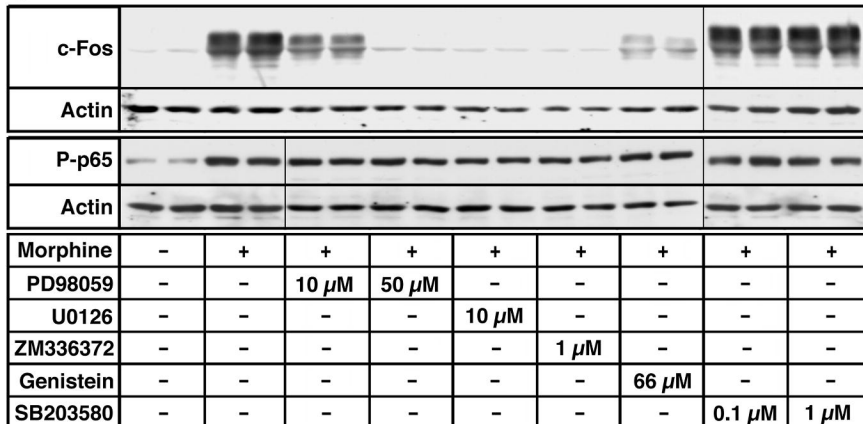 c-Fos
Actin
P-p65
Actin
Morphine – + + + + + + + +
PD98059 – – 10 µM 50 µM – – – – –
U0126 – – – – 10 µM – – – –
ZM336372 – – – – – 1 µM – – –
Genistein – – – – – – 66 µM – –
SB203580 – – – – – – – 0.1 µM 1 µM